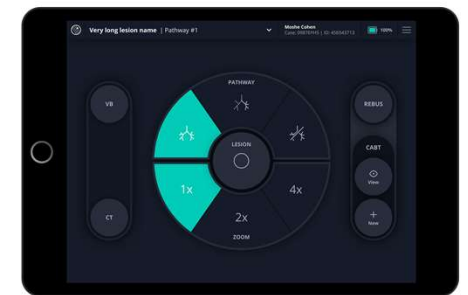 Very long lesion name | Pathway #1
Moshe Cohen
100%
PATHWAY
VB
REBUS
LESION
CABT
View
1x
4x
CT
2x
New
ZOOM